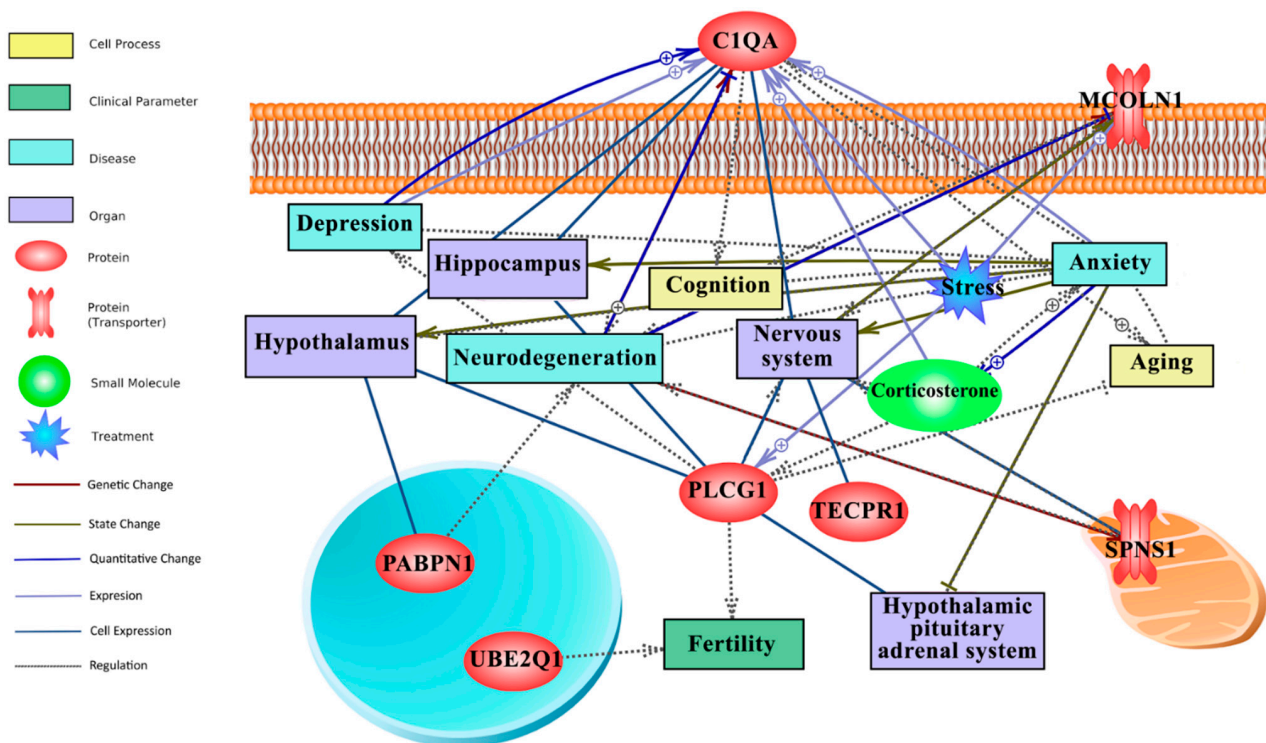 Cell Process
Clinical Parameter
Disease
Organ
Protein
Protein
(Transporter)
Small Molecule
Treatment
Genetic Change
State Change
Quantitative Change
Expresion
Cell Expression
Regulation
C1QA
MCOLN1
Depression
Hippocampus
Cognition
Stress
Anxiety
Hypothalamus
Neurodegeneration
Nervous
system
Corticosterone
Aging
PLCG1
TECPR1
SPNS1
PABPN1
UBE2Q1
Fertility
Hypothalamic
pituitary
adrenal system